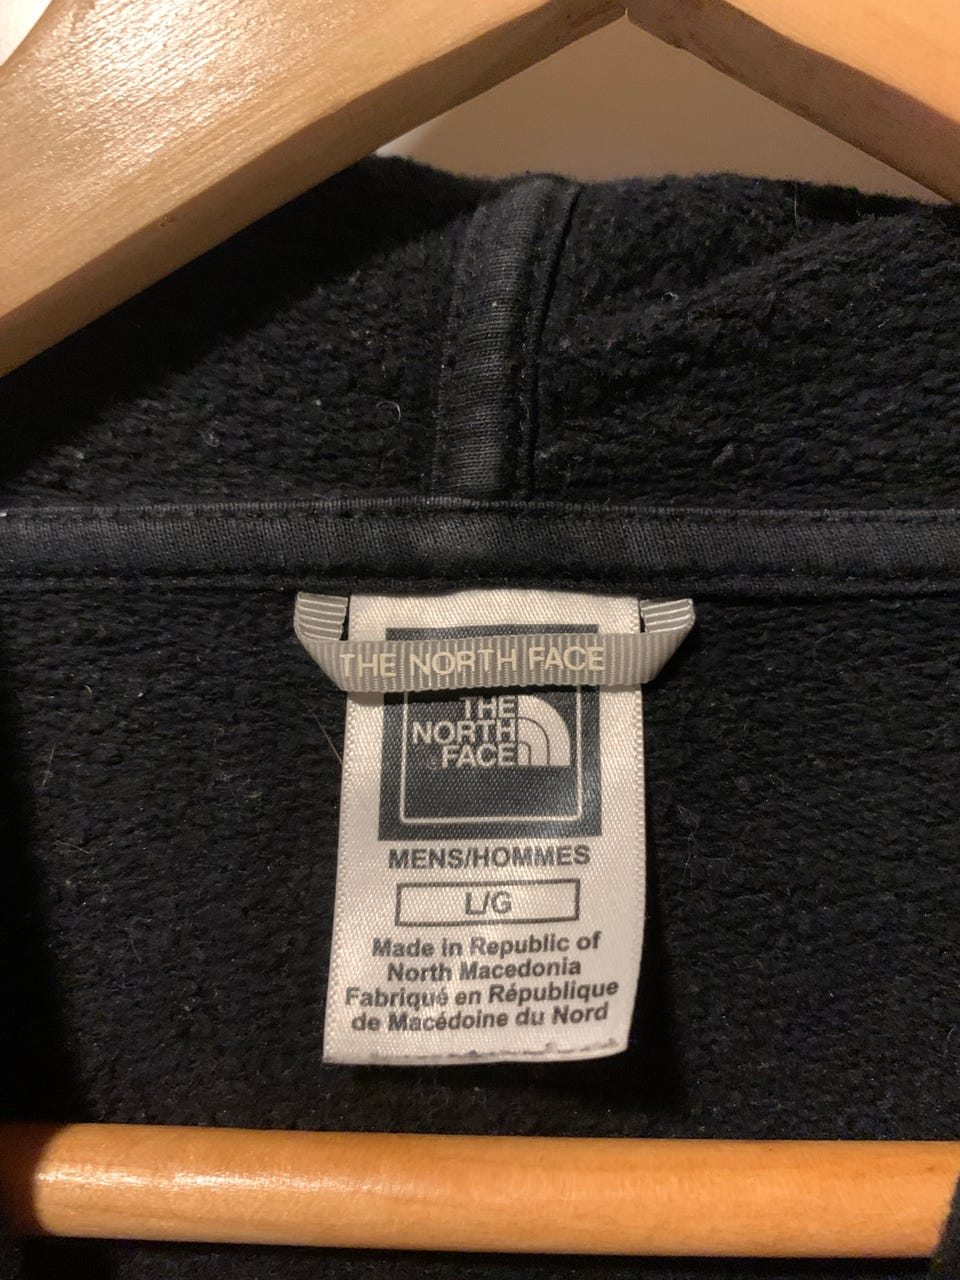 THE NORTH FACE
THE
NORTH
FACE
MENS/HOMMES
L/G
Made in Republic of
North Macedonia
Fabriqué en République
de Macédoine du Nord